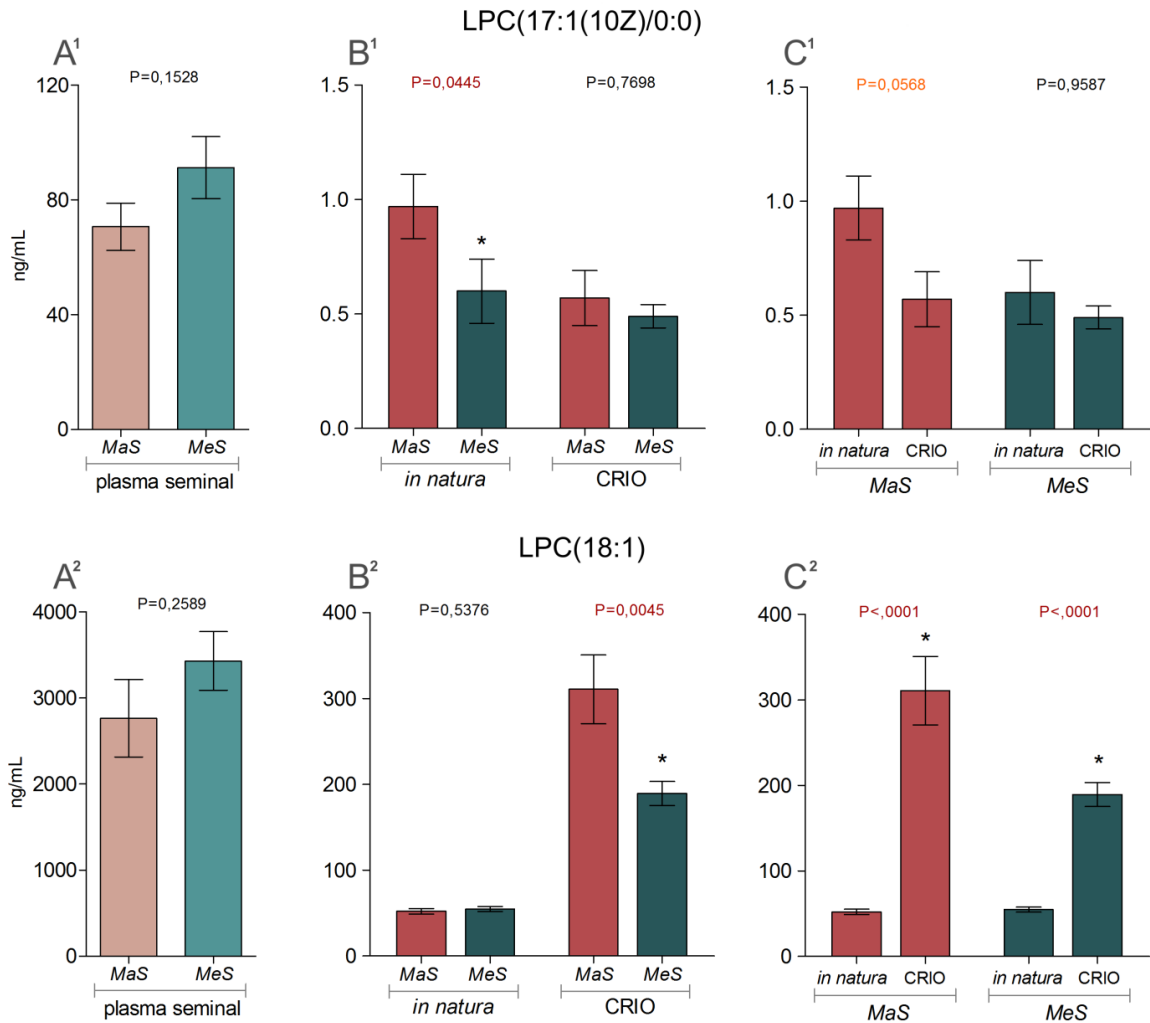 LPC(17:1(10Z)/0:0)
A¹ B¹ C¹
P=0,1528 P=0,0445 P=0,7698 P=0,0568 P=0,9587
120 1.5 1.5
80 1.0 1.0
ng/mL
40 0.5 0.5
0 0.0 0.0
MaS MeS MaS MeS MaS MeS in natura CRIO in natura CRIO
plasma seminal in natura CRIO MaS MeS
LPC(18:1)
A² B² C²
P=0,2589 P=0,5376 P=0,0045 P<,0001 P<,0001
4000 400 400
3000 300 300
ng/mL
2000 200 200
1000 100 100
0 0 0
MaS MeS MaS MeS MaS MeS in natura CRIO in natura CRIO
plasma seminal in natura CRIO MaS MeS